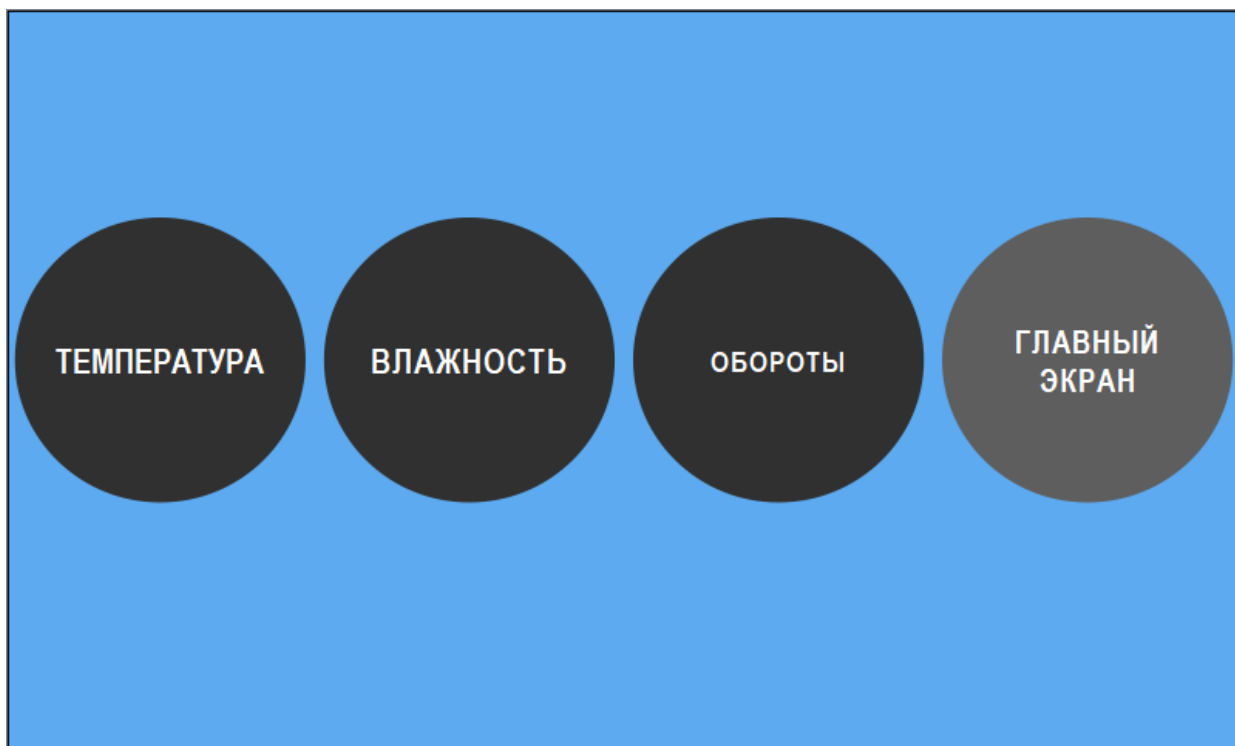 ТЕМПЕРАТУРА
ВЛАЖНОСТЬ
ОБОРОТЫ
ГЛАВНЫЙ
ЭКРАН